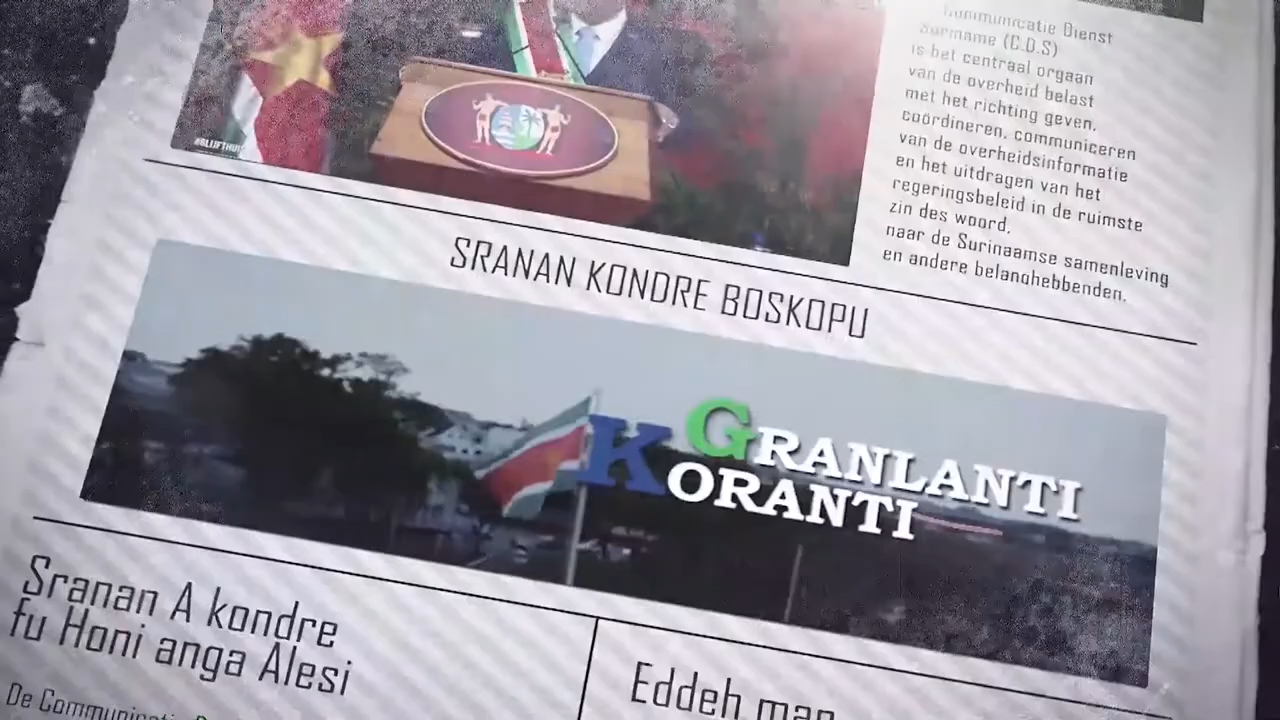 Communicatie Dienst
Suriname (C.D.S)
is het centraal orgaan
van de overheid belast
met het richting geven,
coördineren, communiceren
van de overheidsinformatie
en het uitdragen van het
regeringsbeleid in de ruimste
zin des woord,
naar de Surinaamse samenleving
en andere belanghebbenden.
SRANAN KONDRE BOSKOPU
GRANLANTI
KORANTI
Sranan A kondre
fu Honi anga Alesi
De Communicatie
Eddeh man